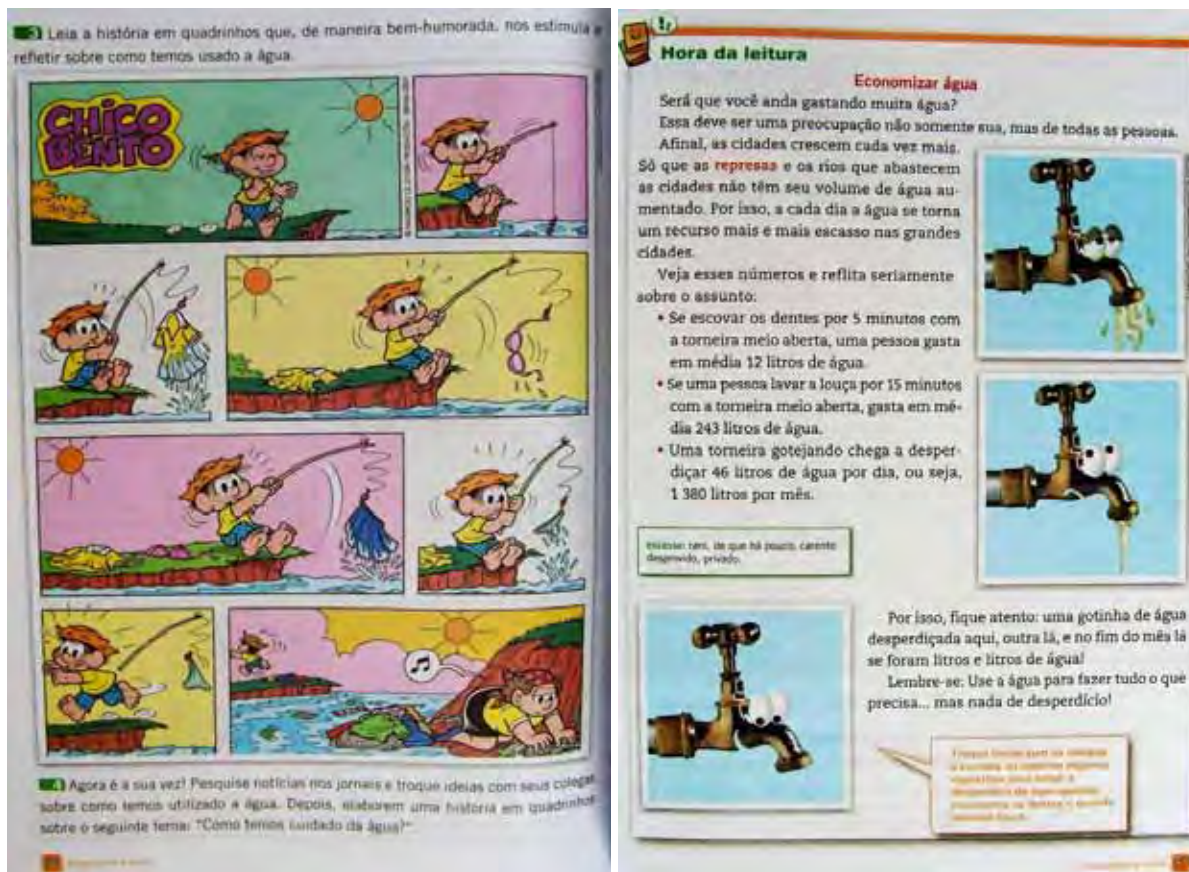 3 Leia a história em quadrinhos que, de maneira bem-humorada, nos estimula a
refletir sobre como temos usado a água.
CHICO
BENTO
4 Agora é a sua vez! Pesquise notícias nos jornais e troque ideias com seus colegas
sobre como temos utilizado a água. Depois, elaborem uma história em quadrinhos
sobre o seguinte tema: "Como temos cuidado da água?"
Hora da leitura
Economizar água
Será que você anda gastando muita água?
Essa deve ser uma preocupação não somente sua, mas de todas as pessoas.
Afinal, as cidades crescem cada vez mais.
Só que as represas e os rios que abastecem
as cidades não têm seu volume de água au-
mentado. Por isso, a cada dia a água se torna
um recurso mais e mais escasso nas grandes
cidades.
Veja esses números e reflita seriamente
sobre o assunto:
• Se escovar os dentes por 5 minutos com
a torneira meio aberta, uma pessoa gasta
em média 12 litros de água.
• Se uma pessoa lavar a louça por 15 minutos
com a torneira meio aberta, gasta em mé-
dia 243 litros de água.
• Uma torneira gotejando chega a desper-
diçar 46 litros de água por dia, ou seja,
1 380 litros por mês.
de que há pouco, carente
desprovido, privado.
Por isso, fique atento: uma gotinha de água
desperdiçada aqui, outra lá, e no fim do mês lá
se foram litros e litros de água!
Lembre-se: Use a água para fazer tudo o que
precisa... mas nada de desperdício!